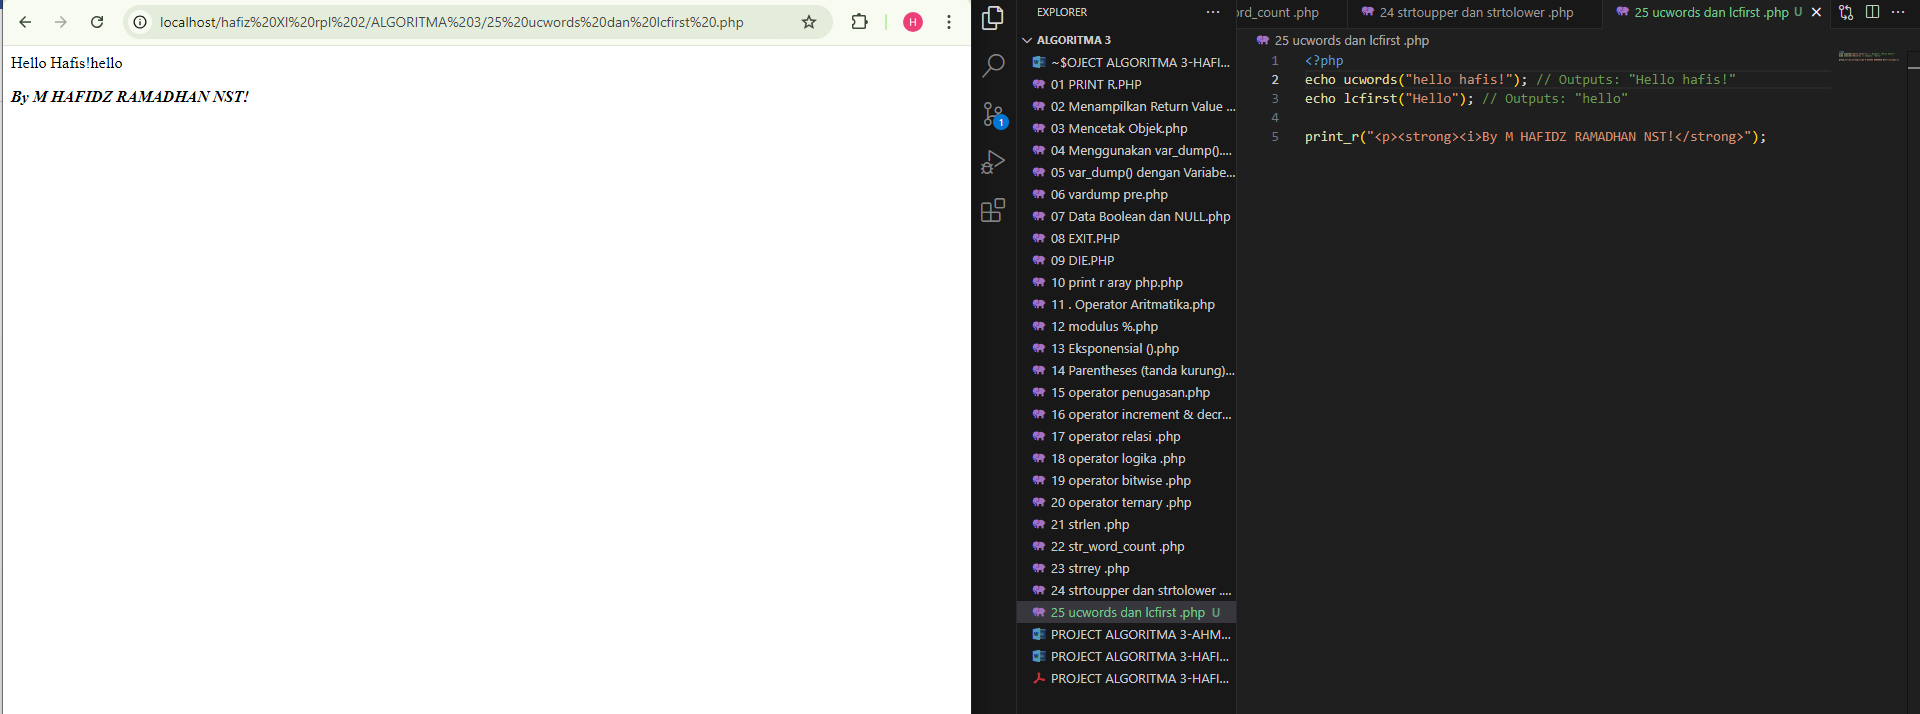 localhost/hafiz%20XI%20rpl%202/ALGORITMA%203/25%20ucwords%20dan%20lcfirst%20.php
H
Hello Hafis!hello
By M HAFIDZ RAMADHAN NST!
1
EXPLORER
ALGORITMA 3
~$OJECT ALGORITMA 3-HAFI...
01 PRINT R.PHP
02 Menampilkan Return Value ...
03 Mencetak Objek.php
04 Menggunakan var_dump()....
05 var_dump() dengan Variabe...
06 vardump pre.php
07 Data Boolean dan NULL.php
08 EXIT.PHP
09 DIE.PHP
10 print r aray php.php
11 . Operator Aritmatika.php
12 modulus %.php
13 Eksponensial ().php
14 Parentheses (tanda kurung)...
15 operator penugasan.php
16 operator increment & decr...
17 operator relasi .php
18 operator logika .php
19 operator bitwise .php
20 operator ternary .php
21 strlen .php
22 str_word_count .php
23 strrey .php
24 strtoupper dan strtolower ....
25 ucwords dan lcfirst .php U
PROJECT ALGORITMA 3-AHM...
PROJECT ALGORITMA 3-HAFI...
PROJECT ALGORITMA 3-HAFI...
rd_count .php 24 strtoupper dan strtolower .php 25 ucwords dan lcfirst .php U
25 ucwords dan lcfirst .php
1 <?php
2 echo ucwords("hello hafis!"); // Outputs: "Hello hafis!"
3 echo lcfirst("Hello"); // Outputs: "hello"
4
5 print_r("<p><strong><i>By M HAFIDZ RAMADHAN NST!</strong>");